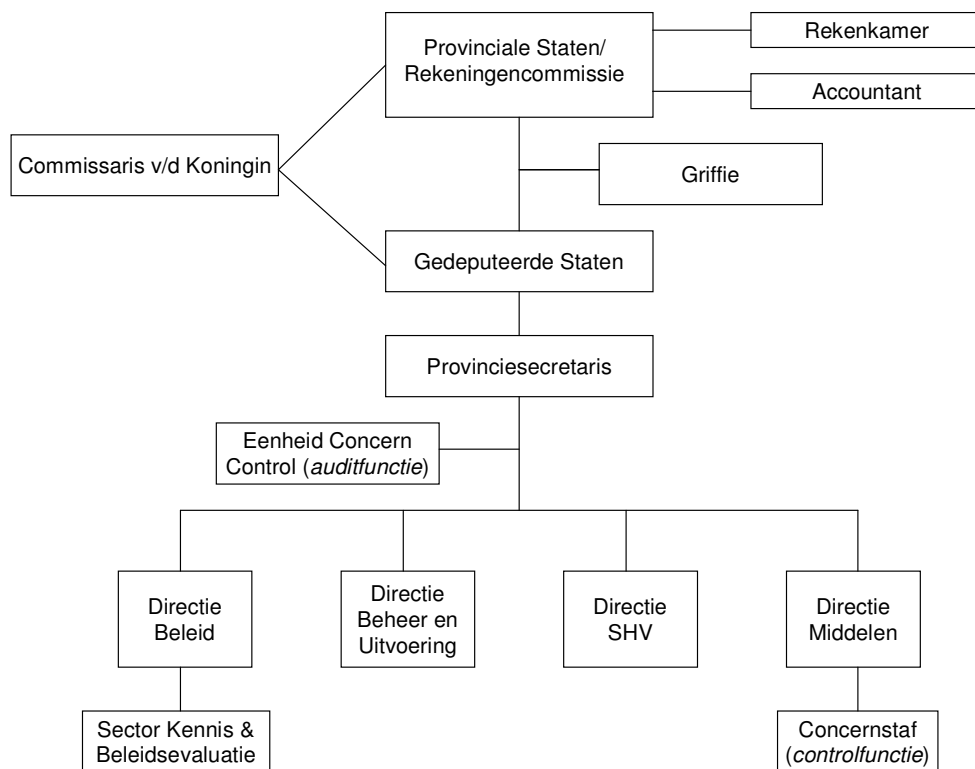 Provinciale Staten/
Rekeningencommissie
Rekenkamer
Accountant
Commissaris v/d Koningin
Griffie
Gedeputeerde Staten
Provinciesecretaris
Eenheid Concern
Control (auditfunctie)
Directie
Beleid
Directie
Beheer en
Uitvoering
Directie
SHV
Directie
Middelen
Sector Kennis &
Beleidsevaluatie
Concernstaf
(controlfunctie)